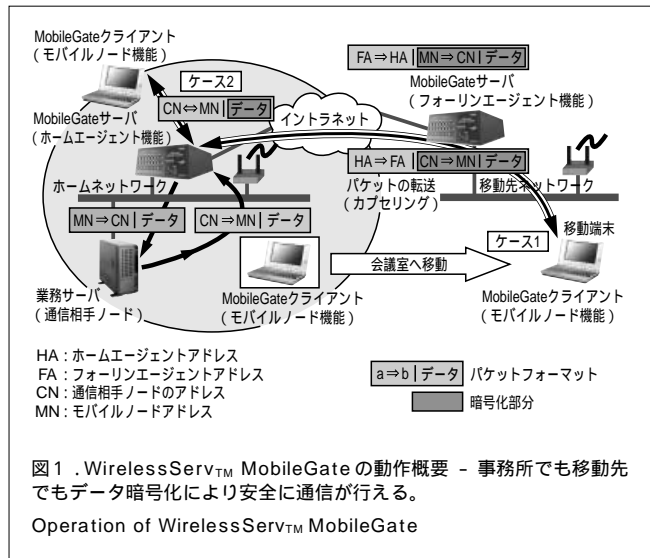 MobileGateクライアント
(モバイルノード機能)
ケース2
CN⇔MN|データ
MobileGateサーバ
(ホームエージェント機能)
イントラネット
FA⇒HA|MN⇒CN|データ
MobileGateサーバ
(フォーリンエージェント機能)
HA⇒FA|CN⇒MN|データ
ホームネットワーク
パケットの転送
(カプセリング)
移動先ネットワーク
MN⇒CN|データ
CN⇒MN|データ
ケース1
移動端末
会議室へ移動
業務サーバ
(通信相手ノード)
MobileGateクライアント
(モバイルノード機能)
MobileGateクライアント
(モバイルノード機能)
HA:ホームエージェントアドレス
FA:フォーリンエージェントアドレス
CN:通信相手ノードのアドレス
MN:モバイルノードアドレス
a⇒b|データ パケットフォーマット
暗号化部分
図1.WirelessServTM MobileGateの動作概要 − 事務所でも移動先
でもデータ暗号化により安全に通信が行える。
Operation of WirelessServTM MobileGate